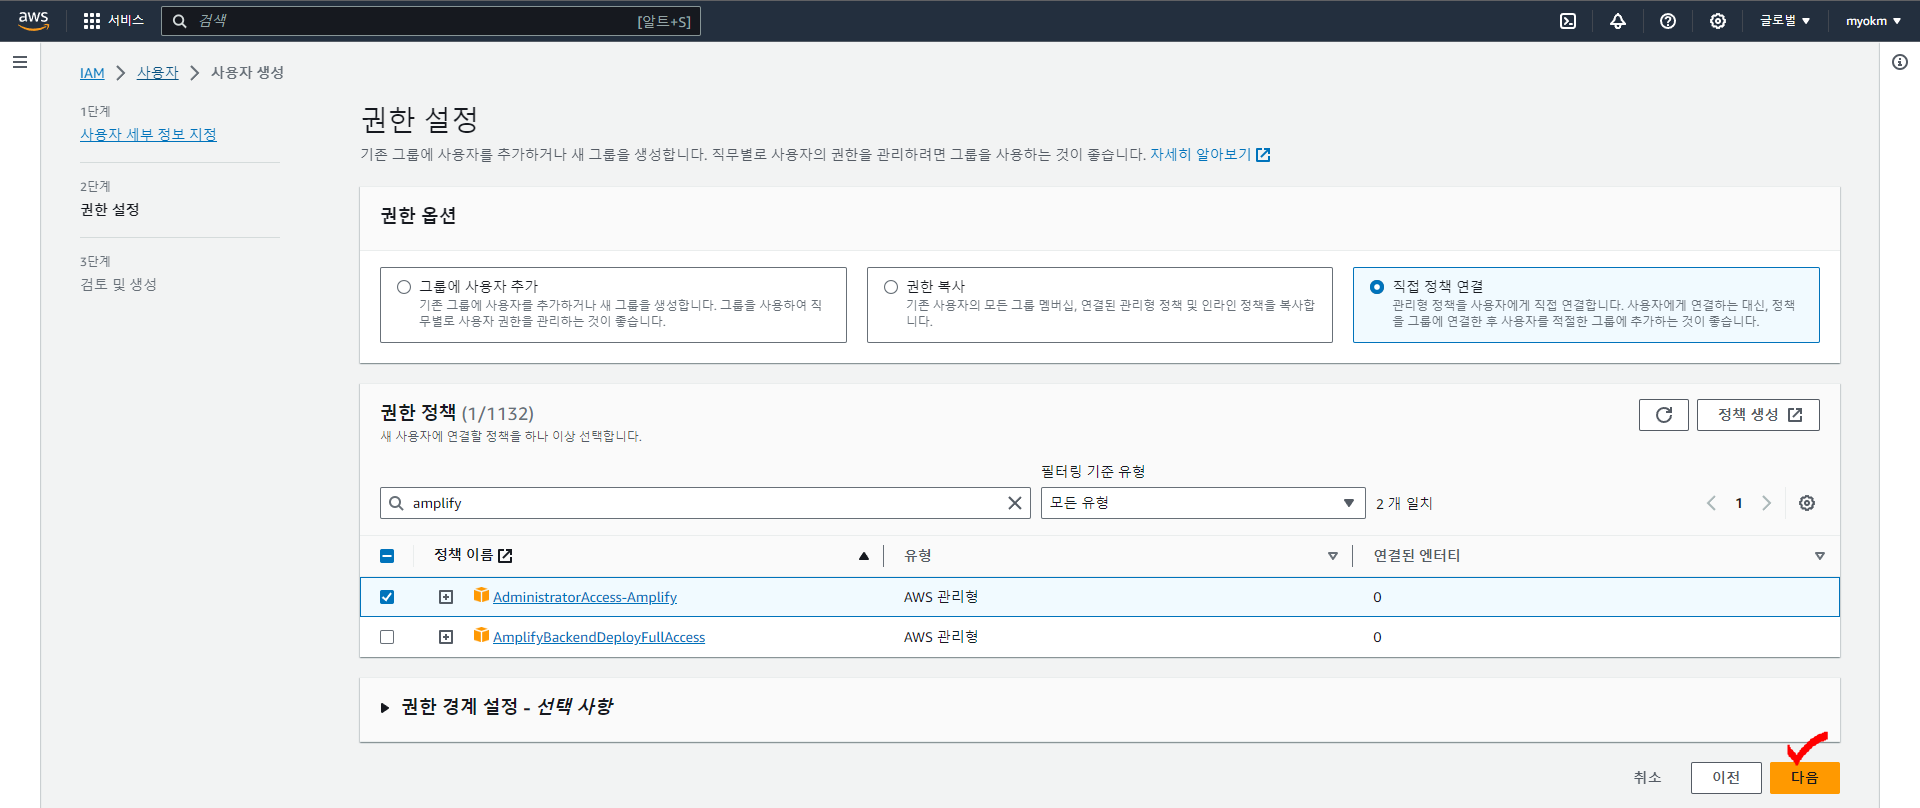 aws
서비스
검색
[알트+S]
글로벌
myokm
IAM
사용자
사용자 생성
1단계
사용자 세부 정보 지정
2단계
권한 설정
3단계
검토 및 생성
권한 설정
기존 그룹에 사용자를 추가하거나 새 그룹을 생성합니다. 직무별로 사용자의 권한을 관리하려면 그룹을 사용하는 것이 좋습니다. 자세히 알아보기
권한 옵션
그룹에 사용자 추가
기존 그룹에 사용자를 추가하거나 새 그룹을 생성합니다. 그룹을 사용하여 직
무별로 사용자 권한을 관리하는 것이 좋습니다.
권한 복사
기존 사용자의 모든 그룹 멤버십, 연결된 관리형 정책 및 인라인 정책을 복사합
니다.
직접 정책 연결
관리형 정책을 사용자에게 직접 연결합니다. 사용자에게 연결하는 대신, 정책
을 그룹에 연결한 후 사용자를 적절한 그룹에 추가하는 것이 좋습니다.
권한 정책 (1/1132)
새 사용자에 연결할 정책을 하나 이상 선택합니다.
정책 생성
필터링 기준 유형
amplify
모든 유형
2 개 일치
1
정책 이름
유형
연결된 엔터티
AdministratorAccess-Amplify
AWS 관리형
0
AmplifyBackendDeployFullAccess
AWS 관리형
0
권한 경계 설정 - 선택 사항
취소
이전
다음